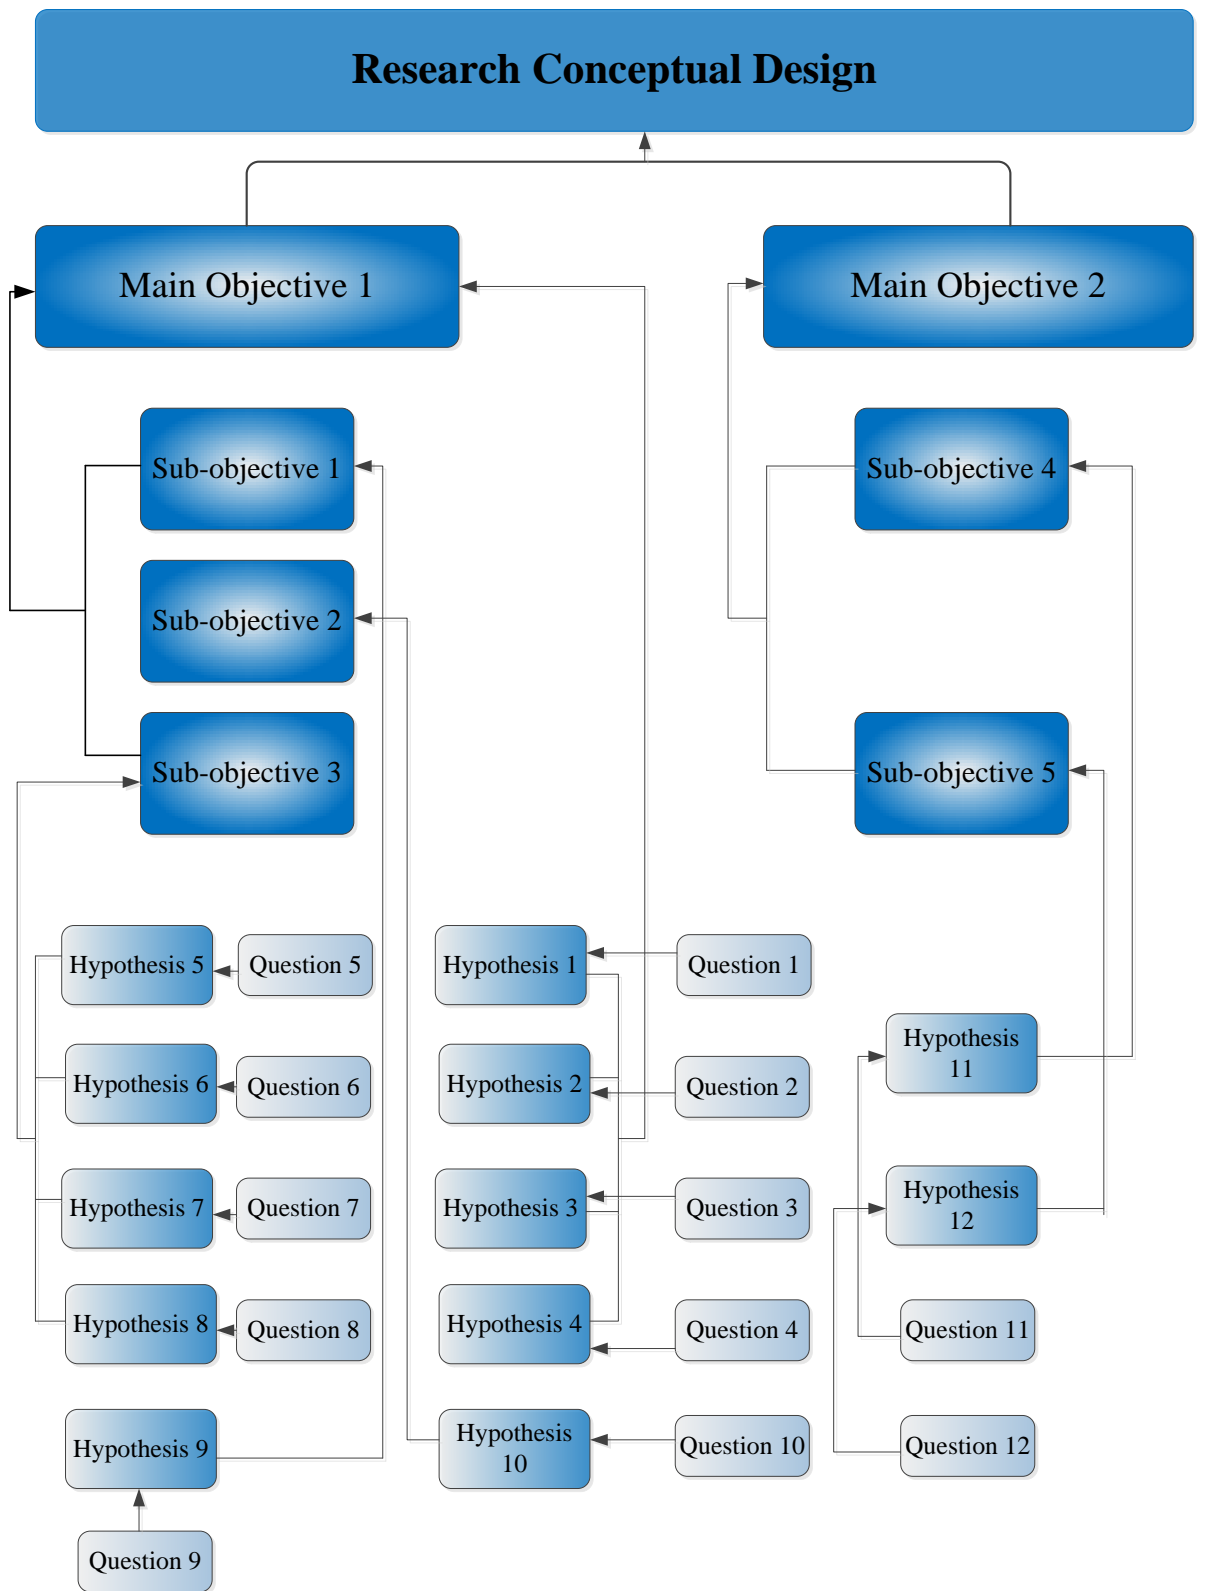 Research Conceptual Design
Main Objective 1
Main Objective 2
Sub-objective 1
Sub-objective 4
Sub-objective 2
Sub-objective 3
Sub-objective 5
Hypothesis 5
Question 5
Hypothesis 1
Question 1
Hypothesis 6
Question 6
Hypothesis 2
Question 2
Hypothesis
11
Hypothesis 7
Question 7
Hypothesis 3
Question 3
Hypothesis
12
Hypothesis 8
Question 8
Hypothesis 4
Question 4
Question 11
Hypothesis 9
Hypothesis
10
Question 10
Question 12
Question 9